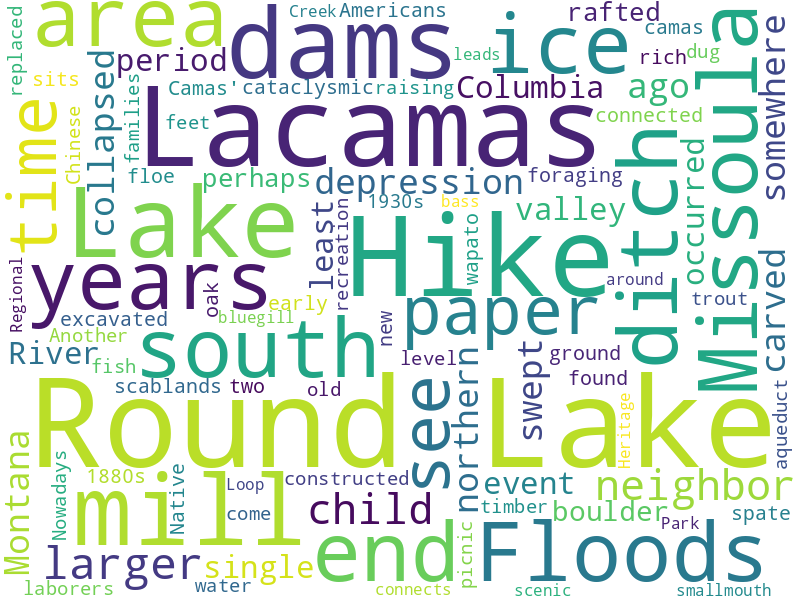 replaced
area
dams
Creek
Americans
ice
rafted
camas
somewhere
period
leads
rich
dug
sits
Camas'
cataclysmic
raising
Columbia
ago
Missoula
time
Chinese
collapsed
families
feet
Lacamas
connected
floe
perhaps
depression
foraging
ditch
occurred
Lake
1930s
bass
least
recreation
Hike
wapato
valley
Regional
years
oak
early
around
trout
carved
excavated
bluegill
new
paper
Another
River
fish
south
level
ground
scablands
two
old
see
northern
swept
found
aqueduct
Round Lake
Heritage
Montana
Nowadays
1880s
mill
Native
Loop
constructed
event
neighbor
come
child
timber
boulder
Park
spate
larger
single
end
picnic
Floods
laborers
water
connects
scenic
smallmouth